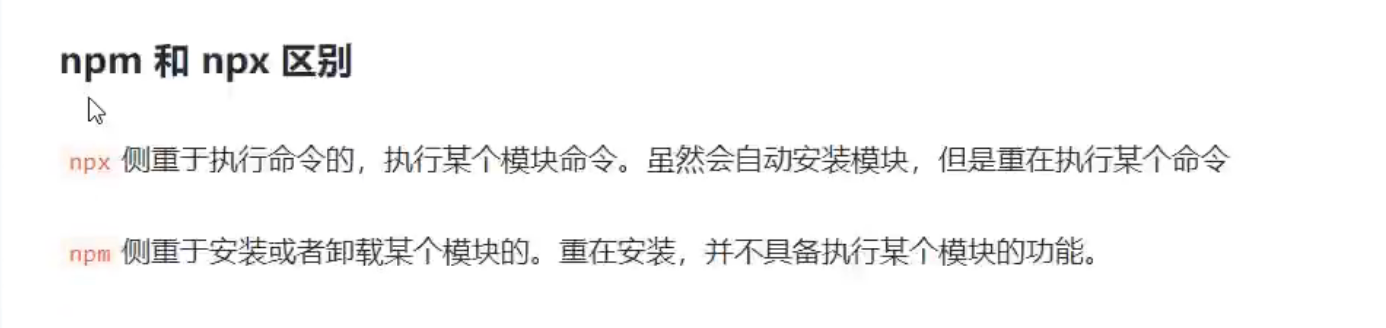 npm 和 npx 区别
npx 侧重于执行命令的，执行某个模块命令。虽然会自动安装模块，但是重在执行某个命令
npm 侧重于安装或者卸载某个模块的。重在安装，并不具备执行某个模块的功能。